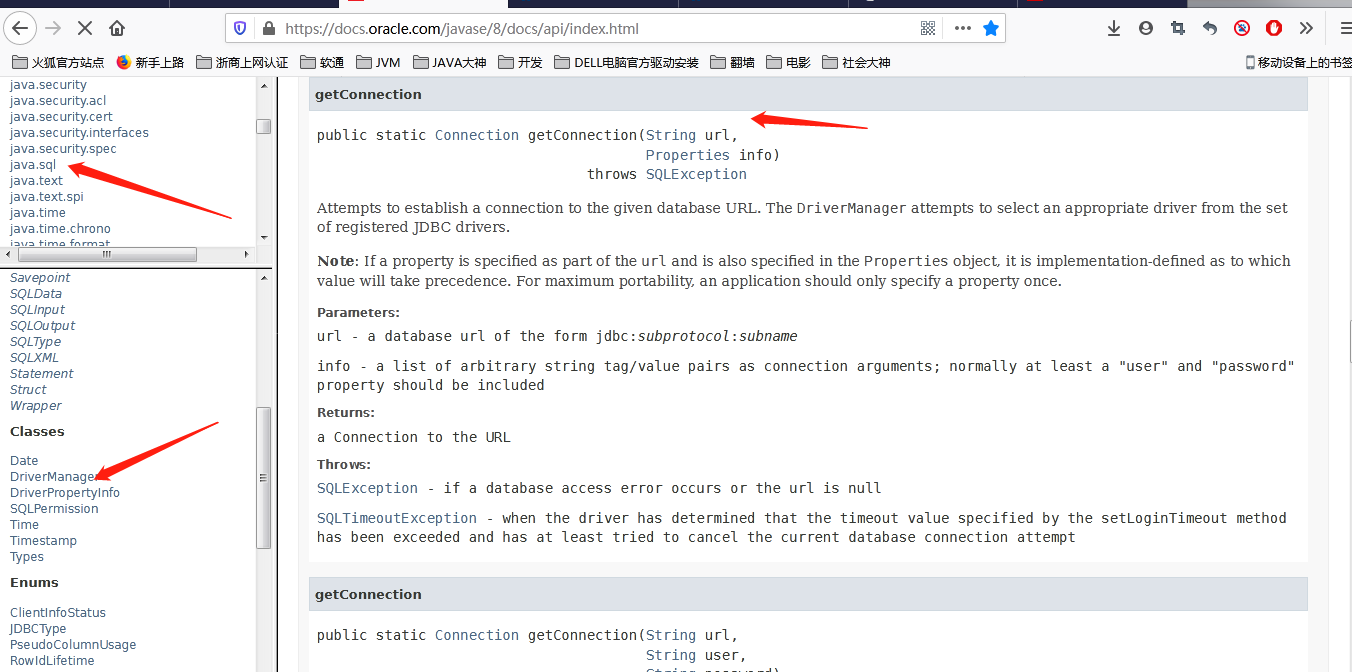 https://docs.oracle.com/javase/8/docs/api/index.html
火狐官方站点 新手上路 浙商上网认证 软通 JVM JAVA大神 开发 DELL电脑官方驱动安装 翻墙 电影 社会大神 移动设备上的书签
java.security
java.security.acl
java.security.cert
java.security.interfaces
java.security.spec
java.sql
java.text
java.text.spi
java.time
java.time.chrono
java.time.format
Savepoint
SQLData
SQLInput
SQLOutput
SQLType
SQLXML
Statement
Struct
Wrapper
Classes
Date
DriverManager
DriverPropertyInfo
SQLPermission
Time
Timestamp
Types
Enums
ClientInfoStatus
JDBCType
PseudoColumnUsage
RowIdLifetime
getConnection
public static Connection getConnection(String url,
Properties info)
throws SQLException
Attempts to establish a connection to the given database URL. The DriverManager attempts to select an appropriate driver from the set
of registered JDBC drivers.
Note: If a property is specified as part of the url and is also specified in the Properties object, it is implementation-defined as to which
value will take precedence. For maximum portability, an application should only specify a property once.
Parameters:
url - a database url of the form jdbc:subprotocol:subname
info - a list of arbitrary string tag/value pairs as connection arguments; normally at least a "user" and "password"
property should be included
Returns:
a Connection to the URL
Throws:
SQLException - if a database access error occurs or the url is null
SQLTimeoutException - when the driver has determined that the timeout value specified by the setLoginTimeout method
has been exceeded and has at least tried to cancel the current database connection attempt
getConnection
public static Connection getConnection(String url,
String user,
String password)